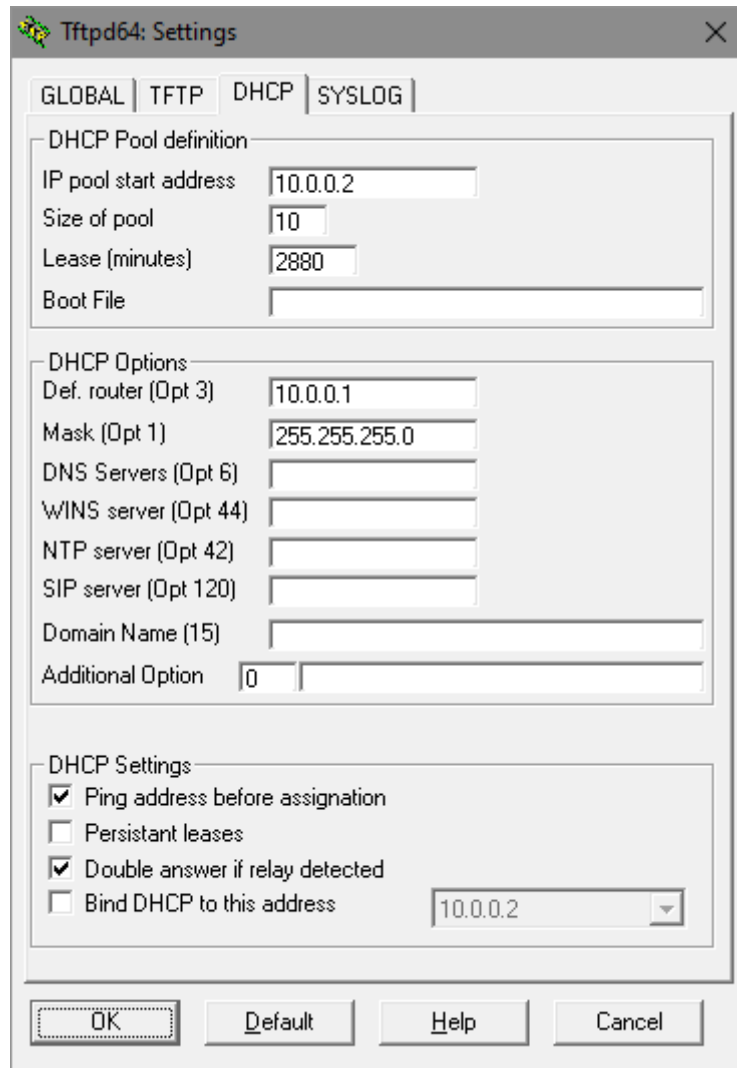 Tftpd64: Settings
GLOBAL TFTP DHCP SYSLOG
DHCP Pool definition
IP pool start address 10.0.0.2
Size of pool 10
Lease (minutes) 2880
Boot File
DHCP Options
Def. router (Opt 3) 10.0.0.1
Mask (Opt 1) 255.255.255.0
DNS Servers (Opt 6)
WINS server (Opt 44)
NTP server (Opt 42)
SIP server (Opt 120)
Domain Name (15)
Additional Option 0
DHCP Settings
Ping address before assignation
Persistant leases
Double answer if relay detected
Bind DHCP to this address 10.0.0.2
OK Default Help Cancel